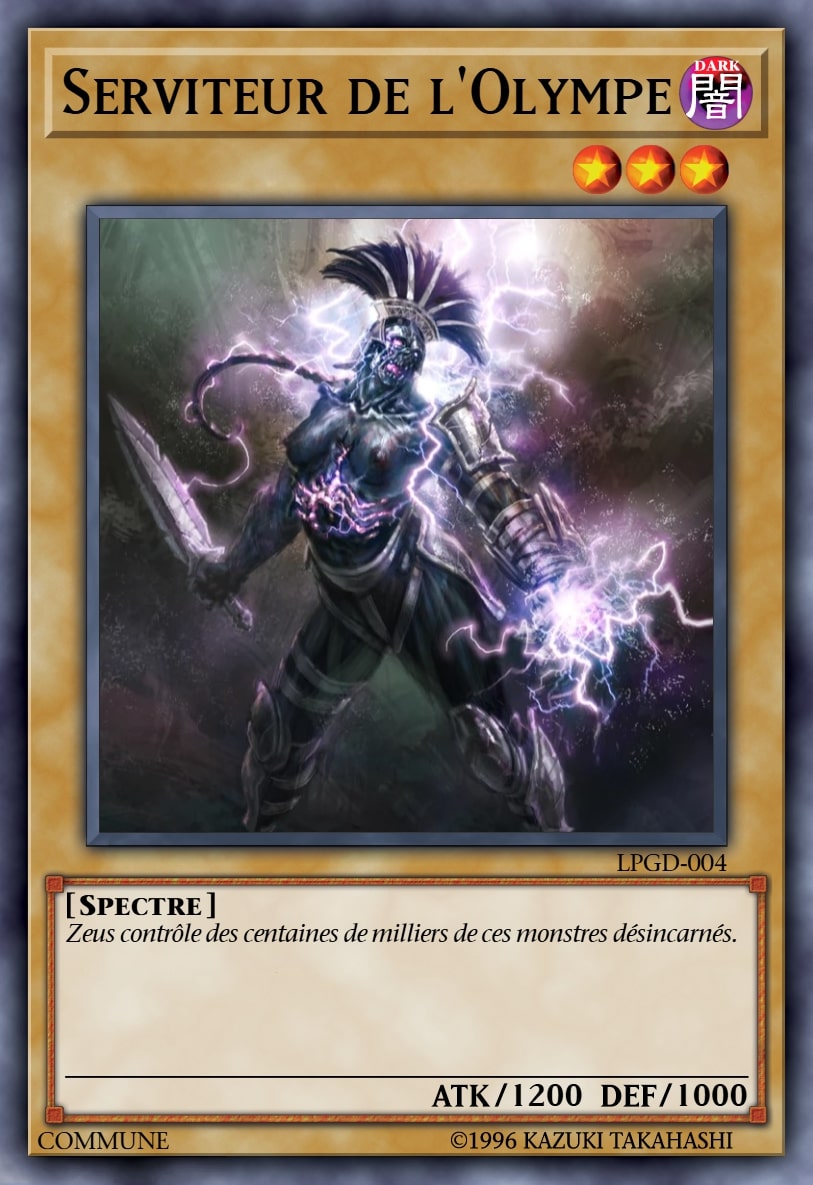 Serviteur de l'Olympe
DARK
闇
LPGD-004
[Spectre]
Zeus contrôle des centaines de milliers de ces monstres désincarnés.
ATK/1200 DEF/1000
COMMUNE ©1996 KAZUKI TAKAHASHI